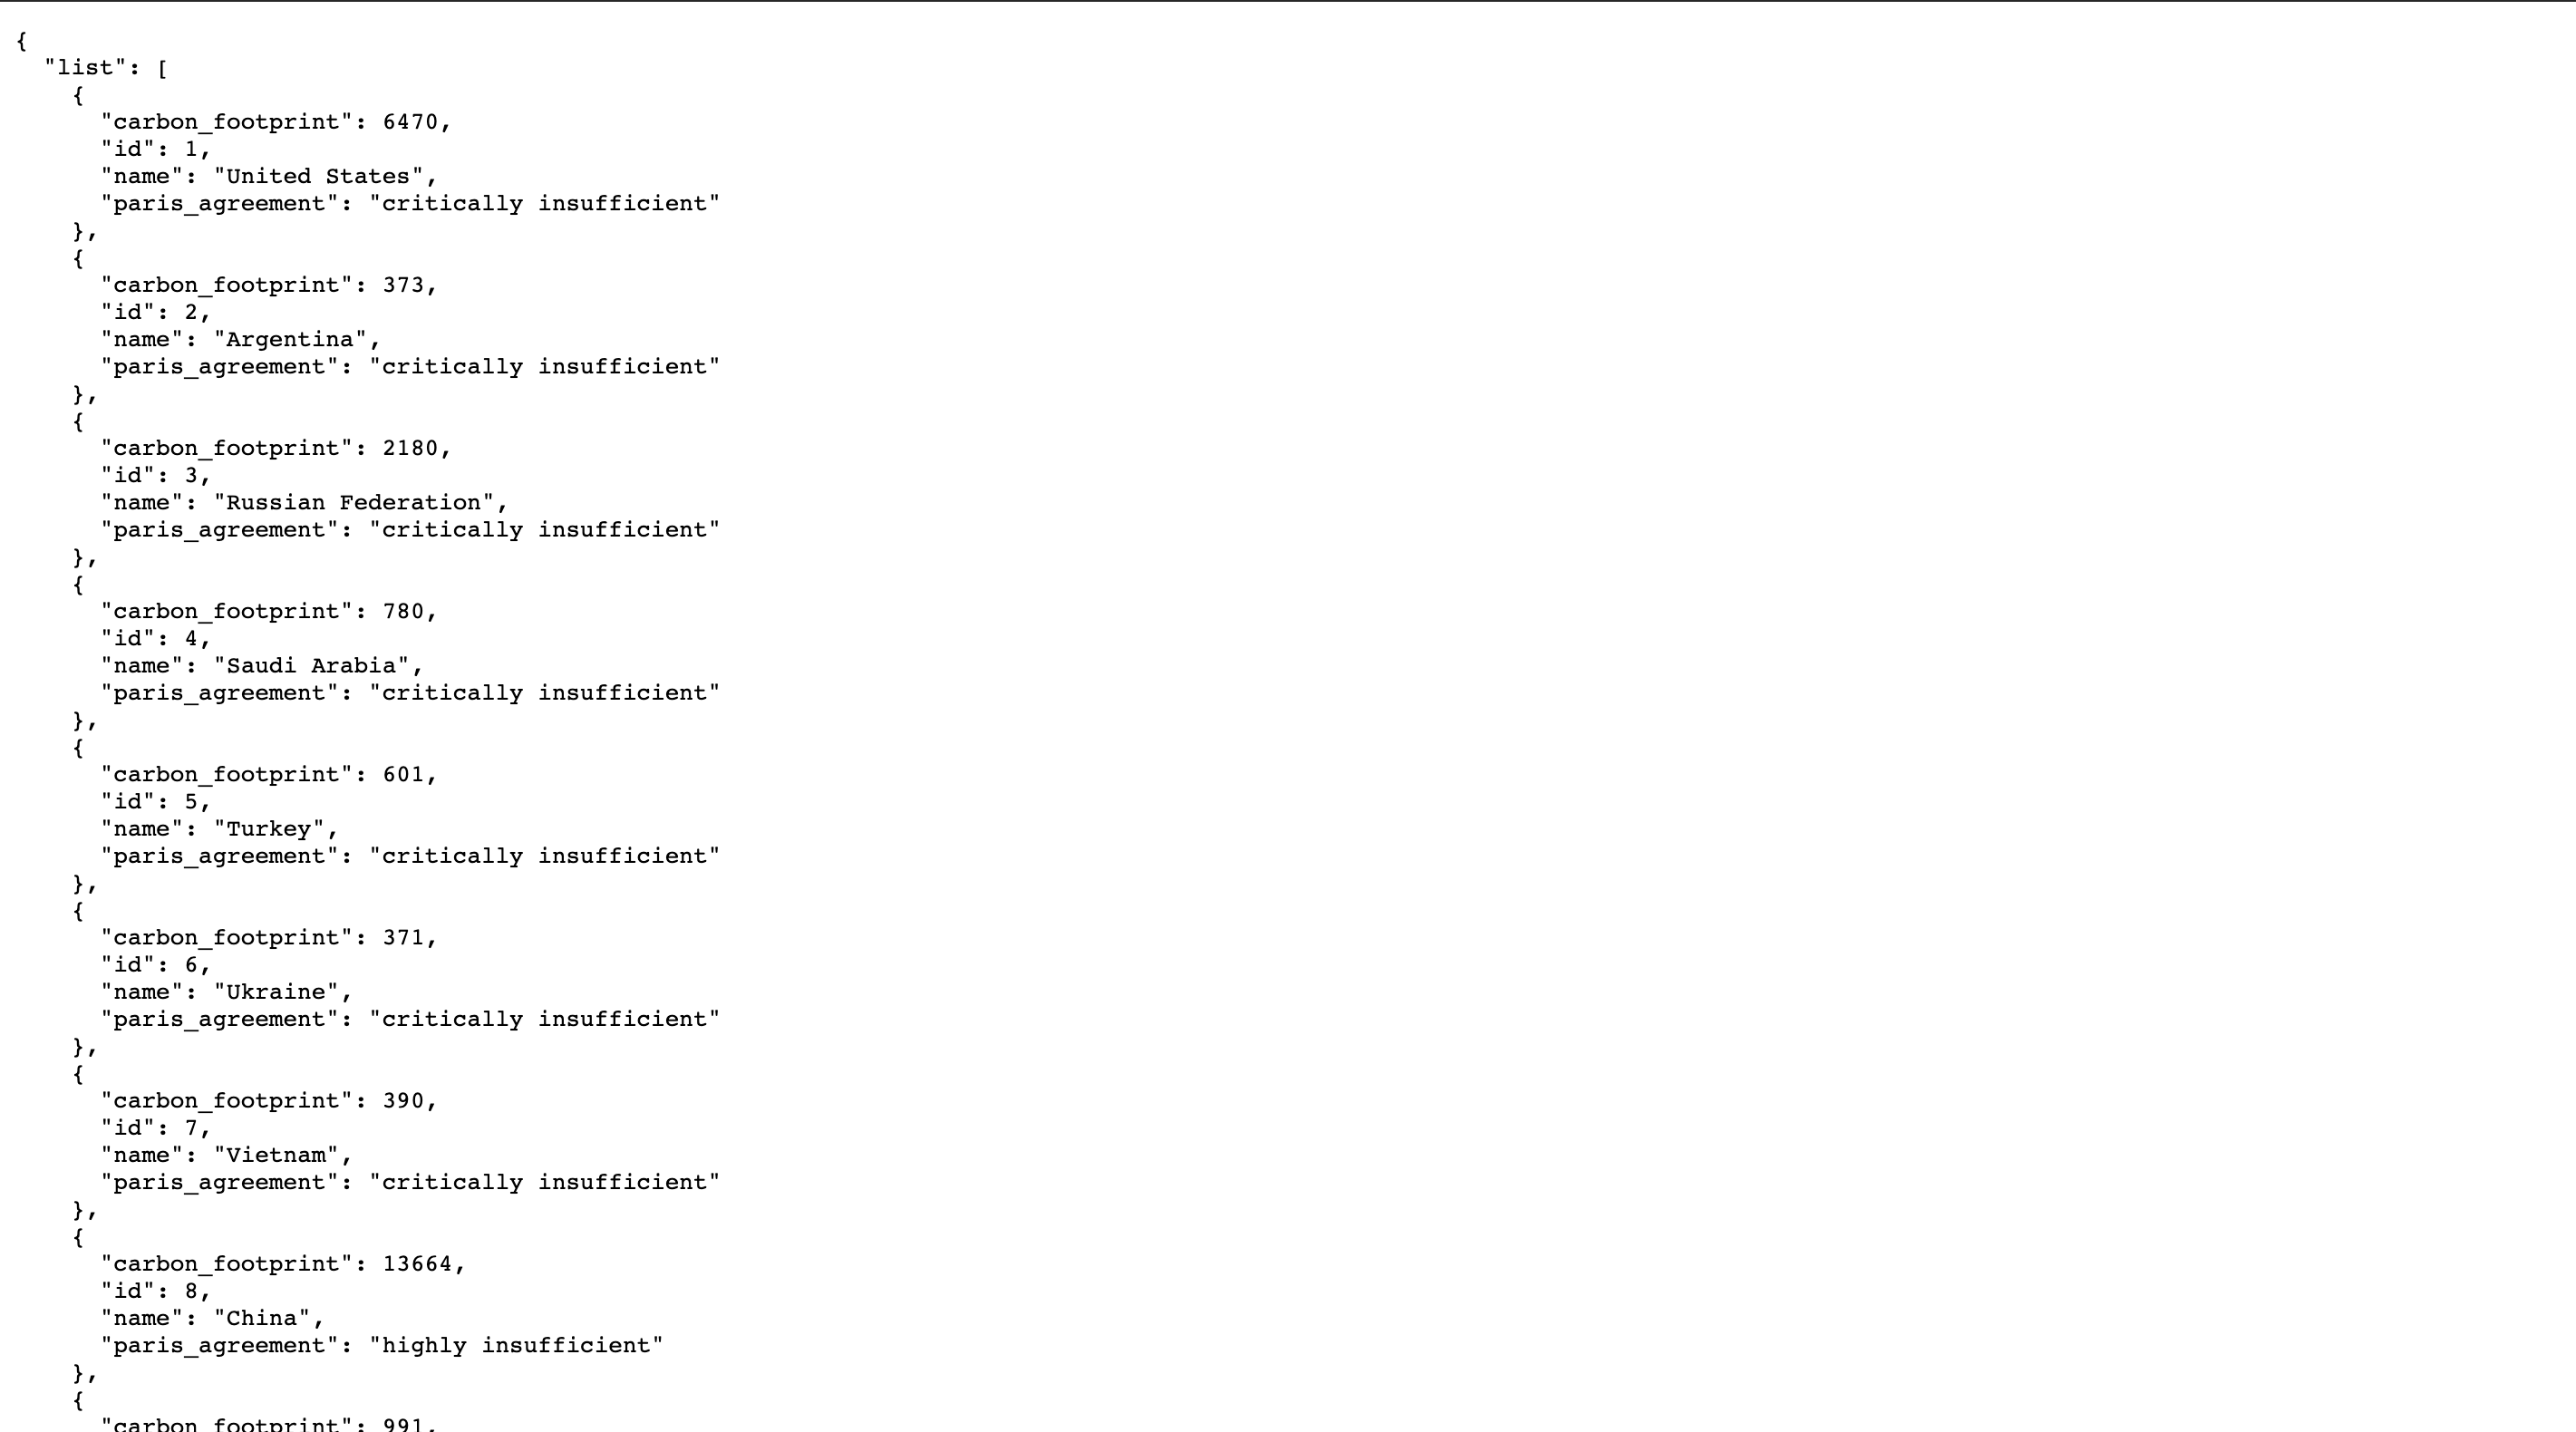 {
  "list": [
    {
      "carbon_footprint": 6470,
      "id": 1,
      "name": "United States",
      "paris_agreement": "critically insufficient"
    },
    {
      "carbon_footprint": 373,
      "id": 2,
      "name": "Argentina",
      "paris_agreement": "critically insufficient"
    },
    {
      "carbon_footprint": 2180,
      "id": 3,
      "name": "Russian Federation",
      "paris_agreement": "critically insufficient"
    },
    {
      "carbon_footprint": 780,
      "id": 4,
      "name": "Saudi Arabia",
      "paris_agreement": "critically insufficient"
    },
    {
      "carbon_footprint": 601,
      "id": 5,
      "name": "Turkey",
      "paris_agreement": "critically insufficient"
    },
    {
      "carbon_footprint": 371,
      "id": 6,
      "name": "Ukraine",
      "paris_agreement": "critically insufficient"
    },
    {
      "carbon_footprint": 390,
      "id": 7,
      "name": "Vietnam",
      "paris_agreement": "critically insufficient"
    },
    {
      "carbon_footprint": 13664,
      "id": 8,
      "name": "China",
      "paris_agreement": "highly insufficient"
    },
    {
      "carbon_footprint": 991,